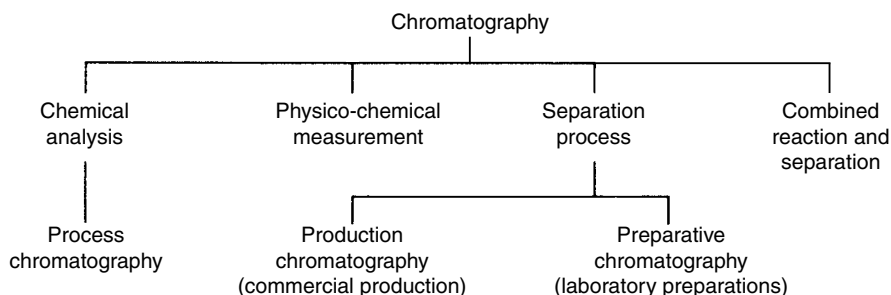 Chromatography
Chemical
analysis
Physico-chemical
measurement
Separation
process
Combined
reaction and
separation
Process
chromatography
Production
chromatography
(commercial production)
Preparative
chromatography
(laboratory preparations)